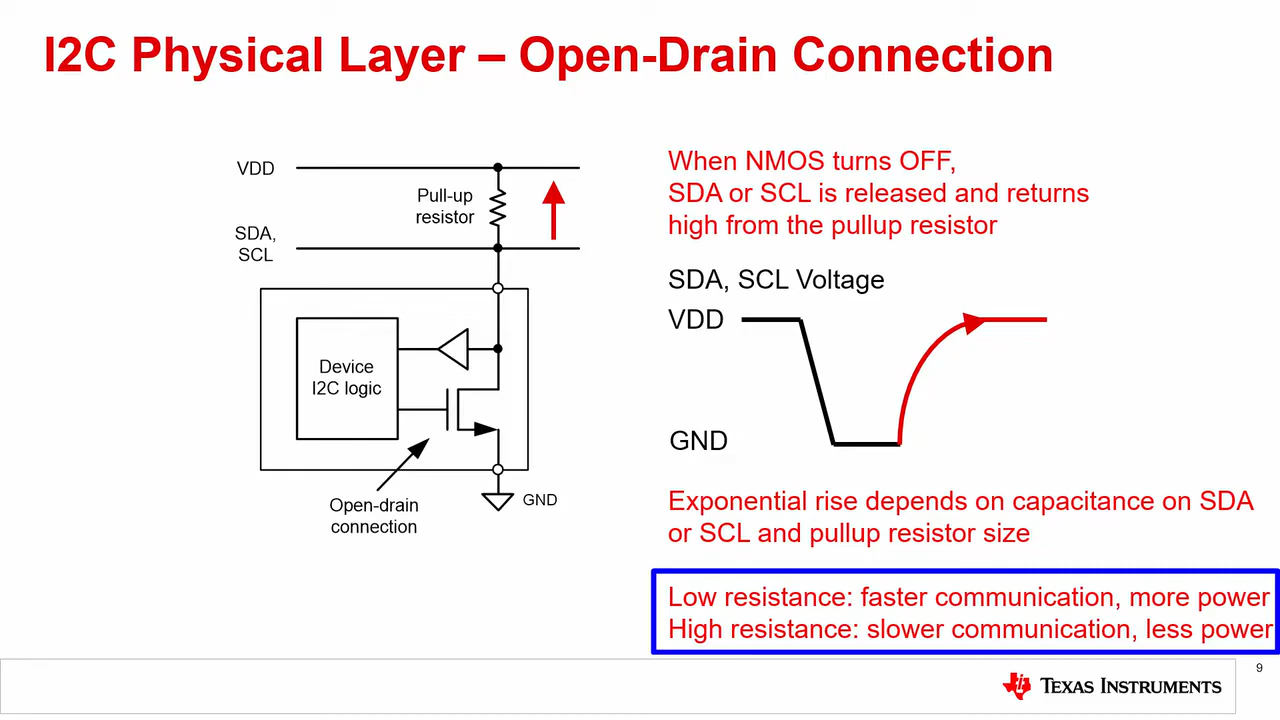 I2C Physical Layer – Open-Drain Connection
VDD
Pull-up
resistor
SDA,
SCL
Device
I2C logic
Open-drain
connection
GND
When NMOS turns OFF,
SDA or SCL is released and returns
high from the pullup resistor
SDA, SCL Voltage
VDD
GND
Exponential rise depends on capacitance on SDA
or SCL and pullup resistor size
Low resistance: faster communication, more power
High resistance: slower communication, less power
9
TEXAS INSTRUMENTS